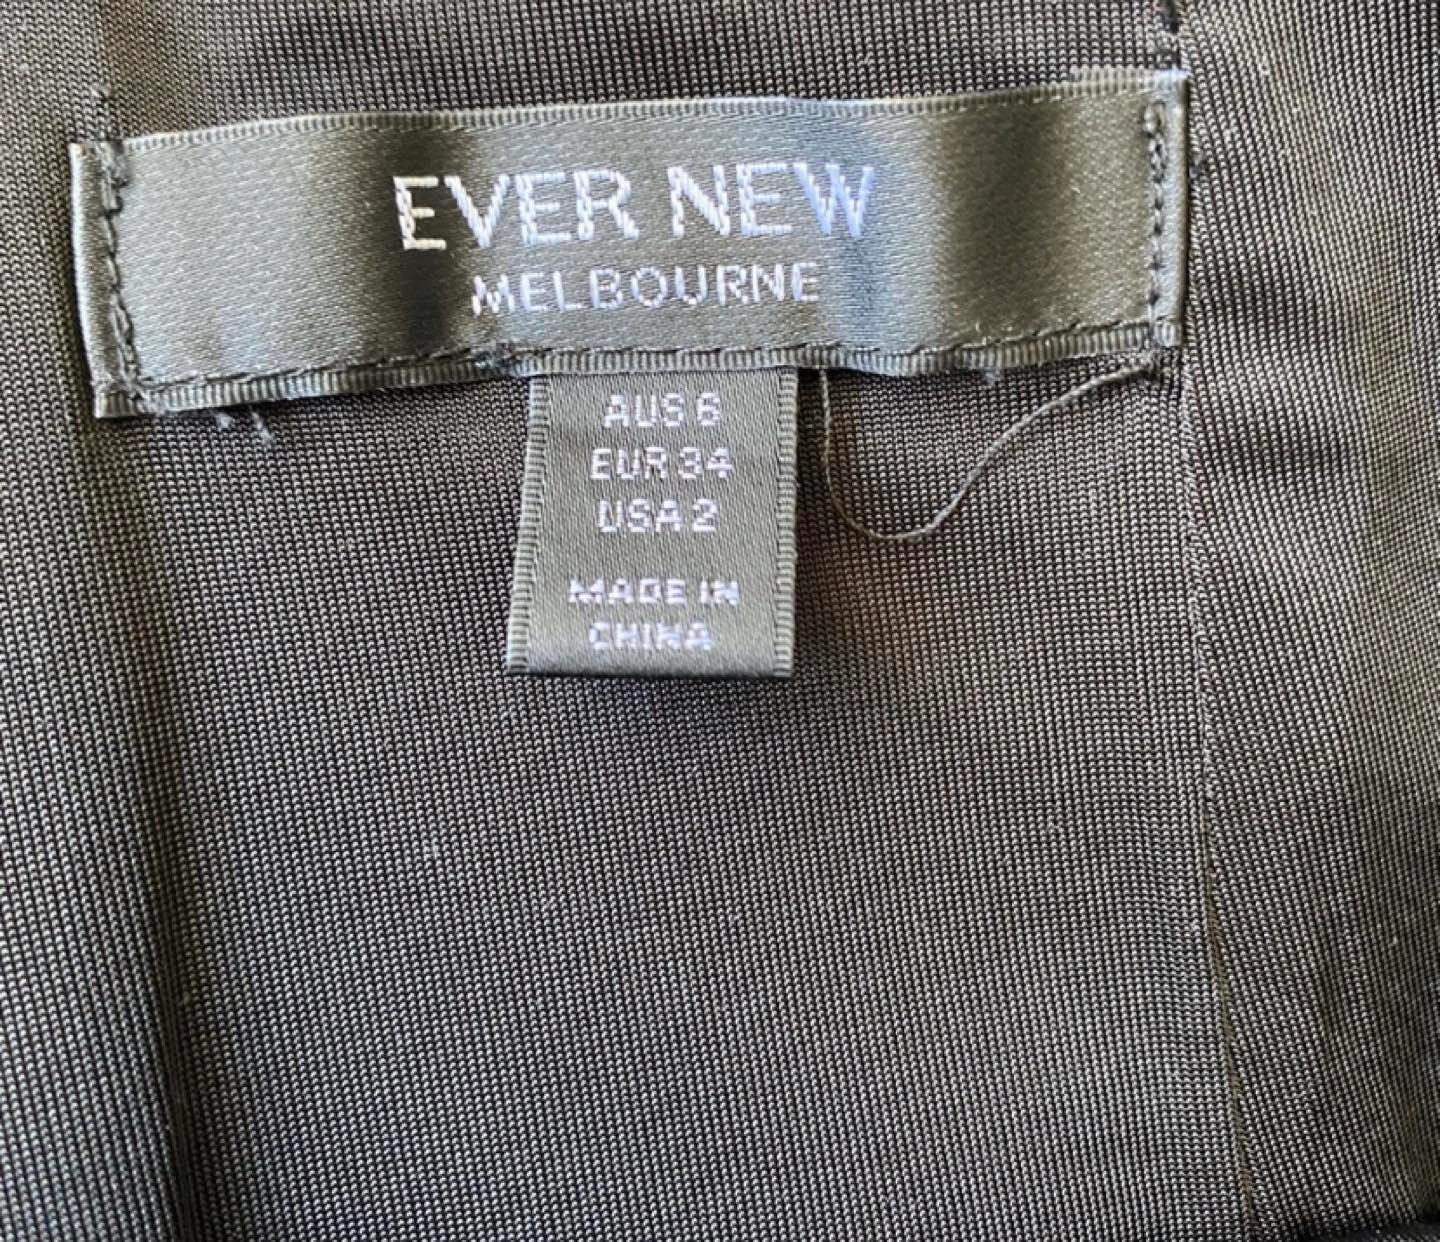 EVER NEW
MELBOURNE
AUS 6
EUR 34
USA 2
MADE IN
CHINA